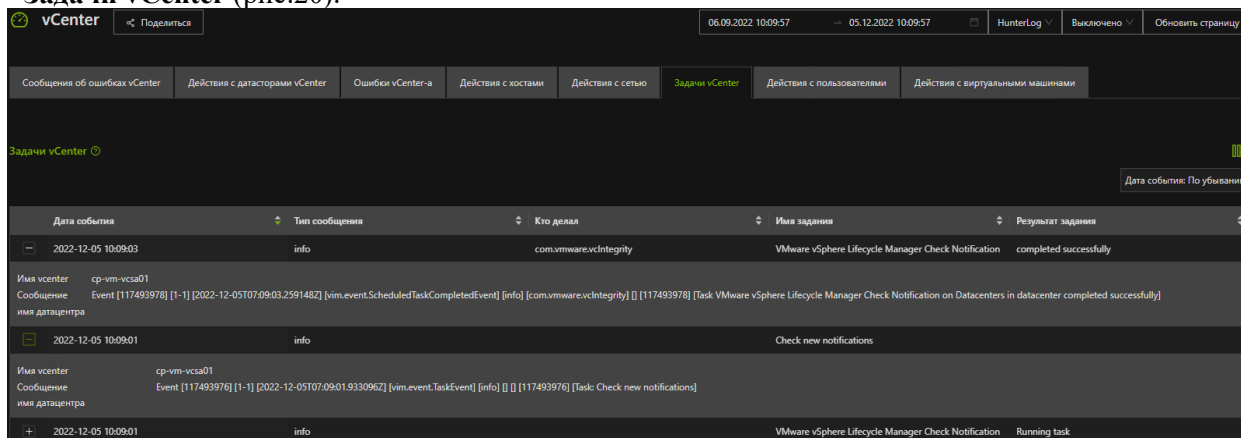 Задачи vCenter (рис.20).
vCenter Поделиться 06.09.2022 10:09:57 → 05.12.2022 10:09:57 HunterLog Выключено Обновить страницу
Сообщения об ошибках vCenter Действия с датасторами vCenter Ошибки vCenter-а Действия с хостами Действия с сетью Задачи vCenter Действия с пользователями Действия с виртуальными машинами
Задачи vCenter
Дата события: По убывани
Дата события Тип сообщения Кто делал Имя задания Результат задания
2022-12-05 10:09:03 info com.vmware.vcIntegrity VMware vSphere Lifecycle Manager Check Notification completed successfully
Имя vcenter cp-vm-vcsa01
Сообщение Event [117493978] [1-1] [2022-12-05T07:09:03.259148Z] [vim.event.ScheduledTaskCompletedEvent] [info] [com.vmware.vcIntegrity] [] [117493978] [Task VMware vSphere Lifecycle Manager Check Notification on Datacenters in datacenter completed successfully]
имя датацентра
2022-12-05 10:09:01 info Check new notifications
Имя vcenter cp-vm-vcsa01
Сообщение Event [117493976] [1-1] [2022-12-05T07:09:01.933096Z] [vim.event.TaskEvent] [info] [] [] [117493976] [Task: Check new notifications]
имя датацентра
2022-12-05 10:09:01 info VMware vSphere Lifecycle Manager Check Notification Running task